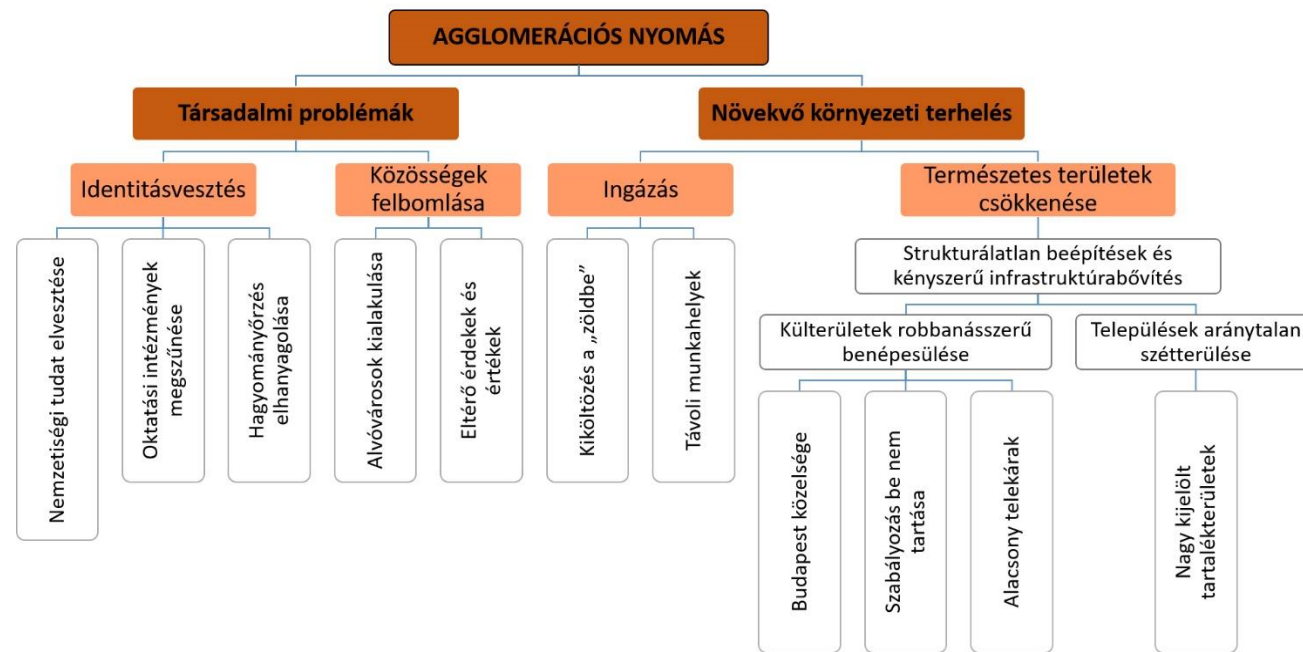 AGGLOMERÁCIÓS NYOMÁS
Társadalmi problémák
Növekvő környezeti terhelés
Identitásvesztés
Közösségek
felbomlása
Ingázás
Természetes területek
csökkenése
Nemzetiségi tudat elvesztése
Oktatási intézmények
megszűnése
Hagyományőrzés
elhanyagolása
Alvóvárosok kialakulása
Eltérő érdekek és
értékek
Kiköltözés a „zöldbe”
Távoli munkahelyek
Strukturálatlan beépítések és
kényszerű infrastruktúrabővítés
Külterületek robbanásszerű
benépesülése
Települések aránytalan
szétterülése
Budapest közelsége
Szabályozás be nem
tartása
Alacsony telekárak
Nagy kijelölt
tartalékterületek